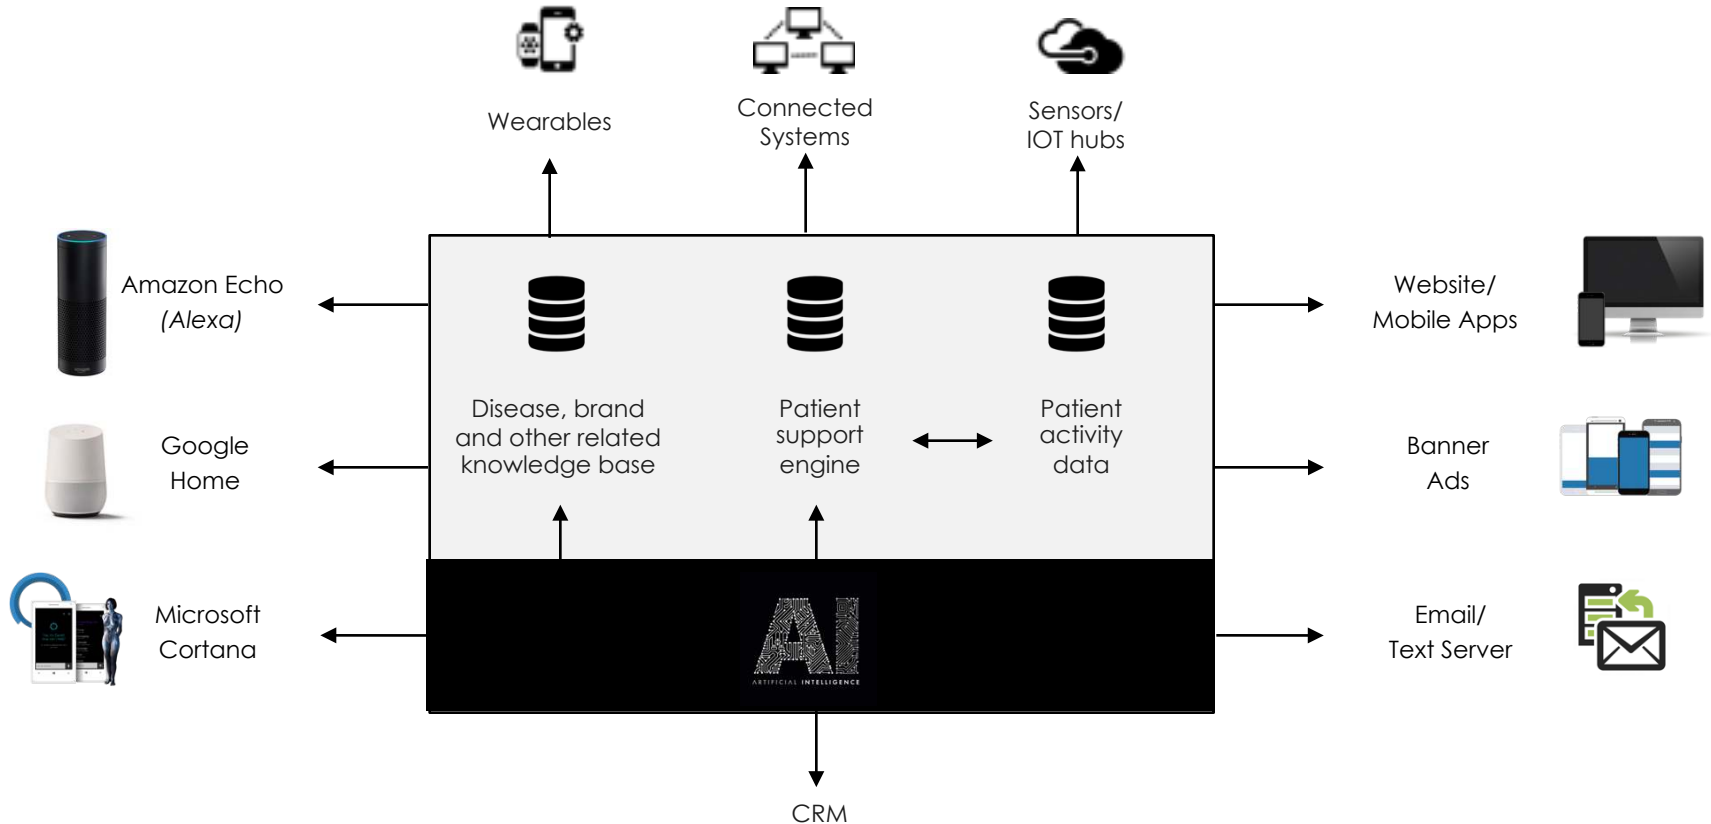 Wearables
Connected
Systems
Sensors/
IOT hubs
Amazon Echo
(Alexa)
Google
Home
Microsoft
Cortana
Disease, brand
and other related
knowledge base
Patient
support
engine
Patient
activity
data
AI
ARTIFICIAL INTELLIGENCE
Website/
Mobile Apps
Banner
Ads
Email/
Text Server
CRM